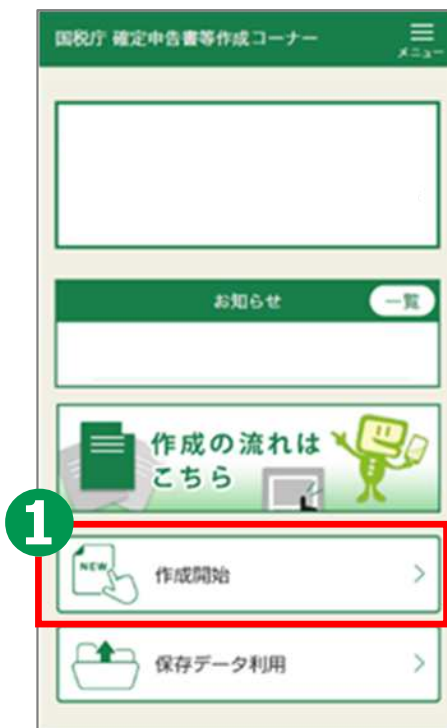 国税庁 確定申告書等作成コーナー
メニュー
お知らせ
一覧
作成の流れは
こちら
1
NEW
作成開始
保存データ利用